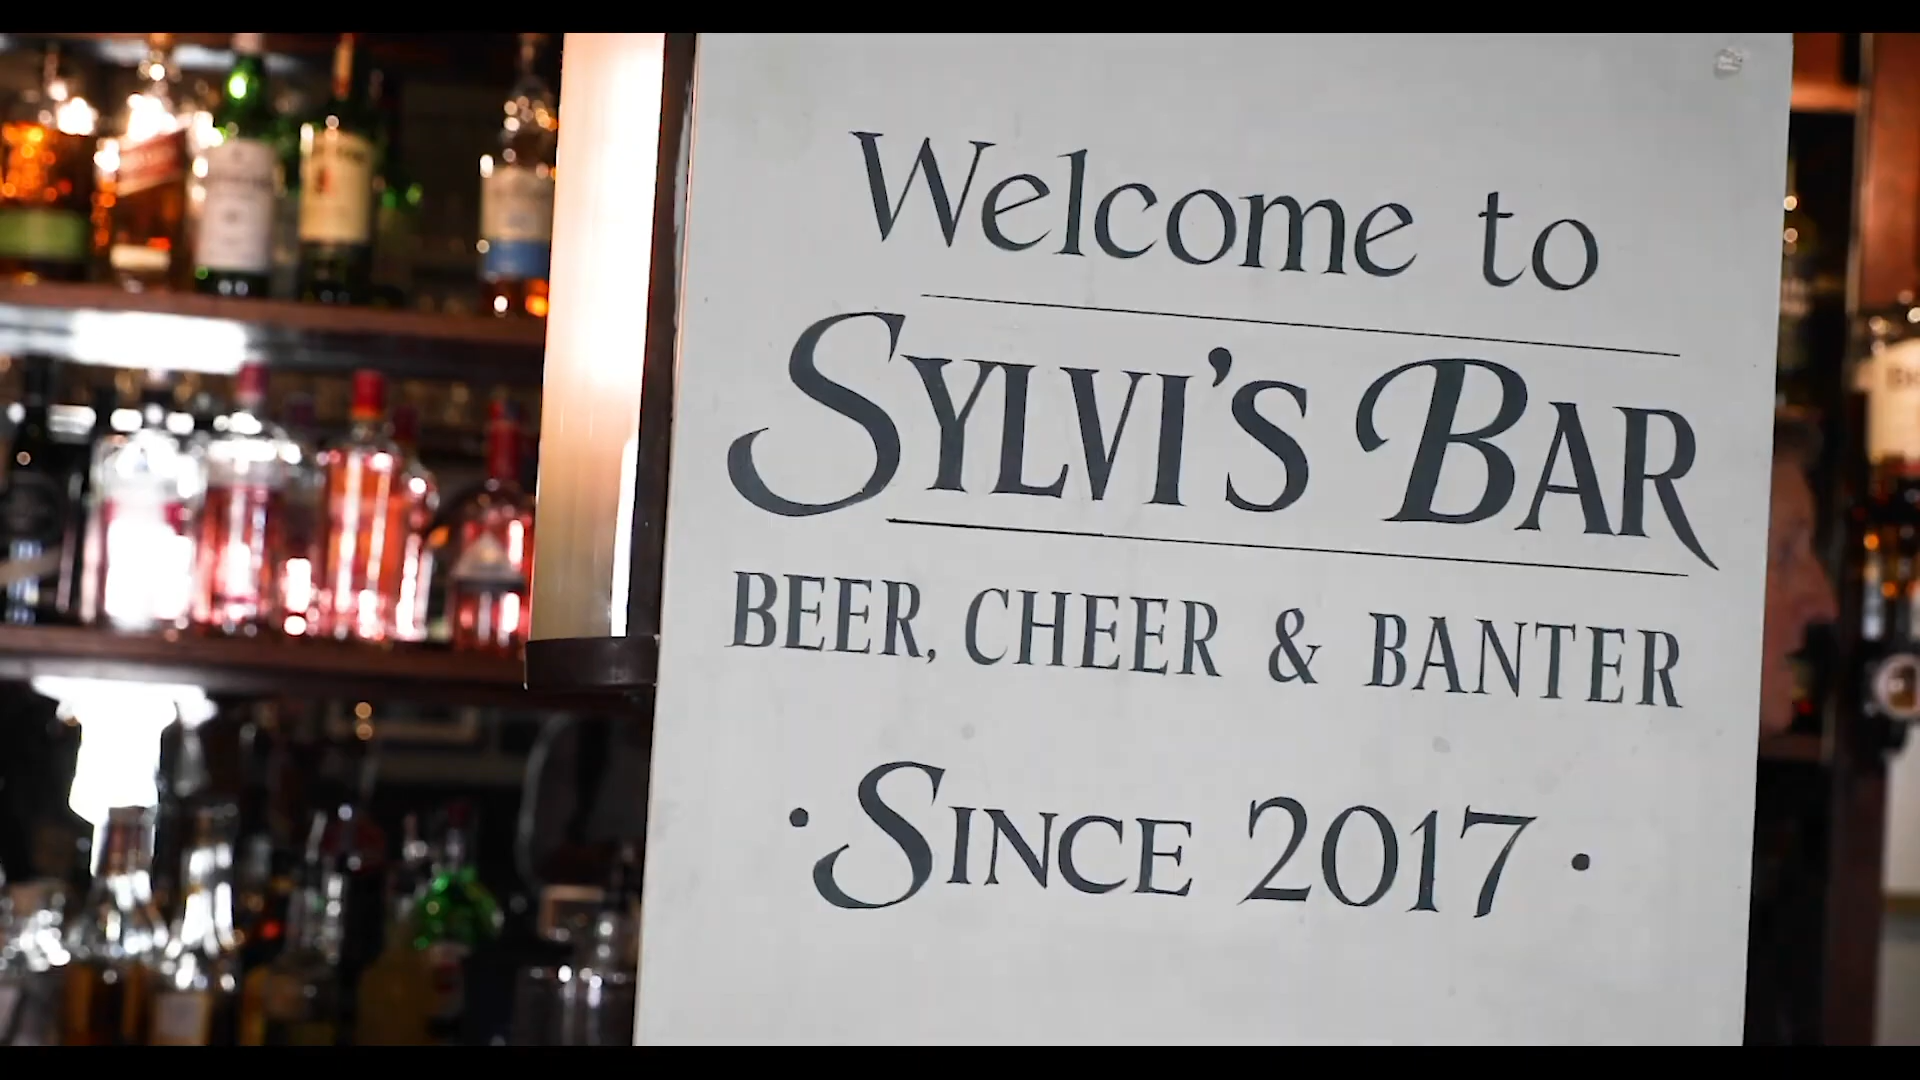 Welcome to
SYLVI'S BAR
BEER, CHEER & BANTER
· SINCE 2017 ·